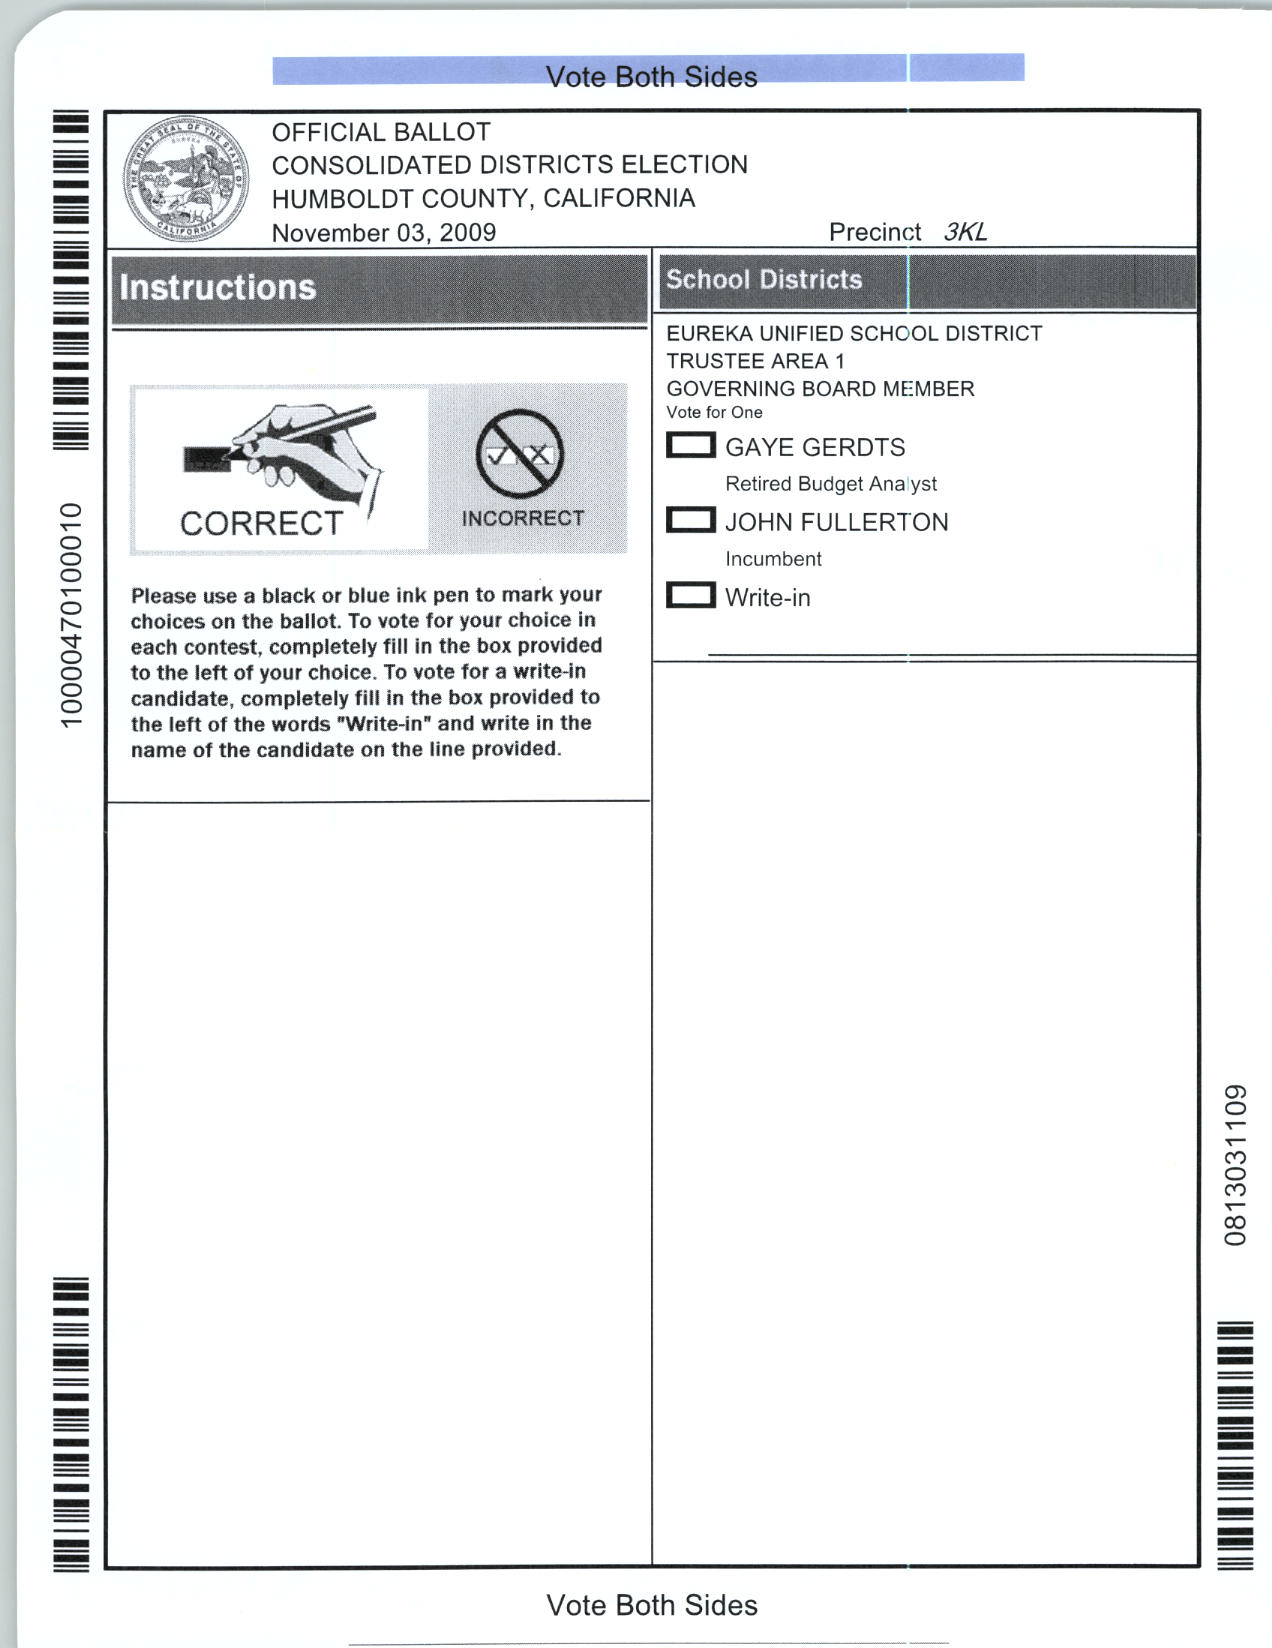 Vote Both Sides
OFFICIAL BALLOT
CONSOLIDATED DISTRICTS ELECTION
HUMBOLDT COUNTY, CALIFORNIA
November 03, 2009
Precinct 3KL
THE GREAT SEAL OF THE STATE OF CALIFORNIA
EUREKA
Instructions
CORRECT
INCORRECT
Please use a black or blue ink pen to mark your
choices on the ballot. To vote for your choice in
each contest, completely fill in the box provided
to the left of your choice. To vote for a write-in
candidate, completely fill in the box provided to
the left of the words "Write-in" and write in the
name of the candidate on the line provided.
School Districts
EUREKA UNIFIED SCHOOL DISTRICT
TRUSTEE AREA 1
GOVERNING BOARD MEMBER
Vote for One
GAYE GERDTS
Retired Budget Analyst
JOHN FULLERTON
Incumbent
Write-in
10000470100010
0813031109
Vote Both Sides